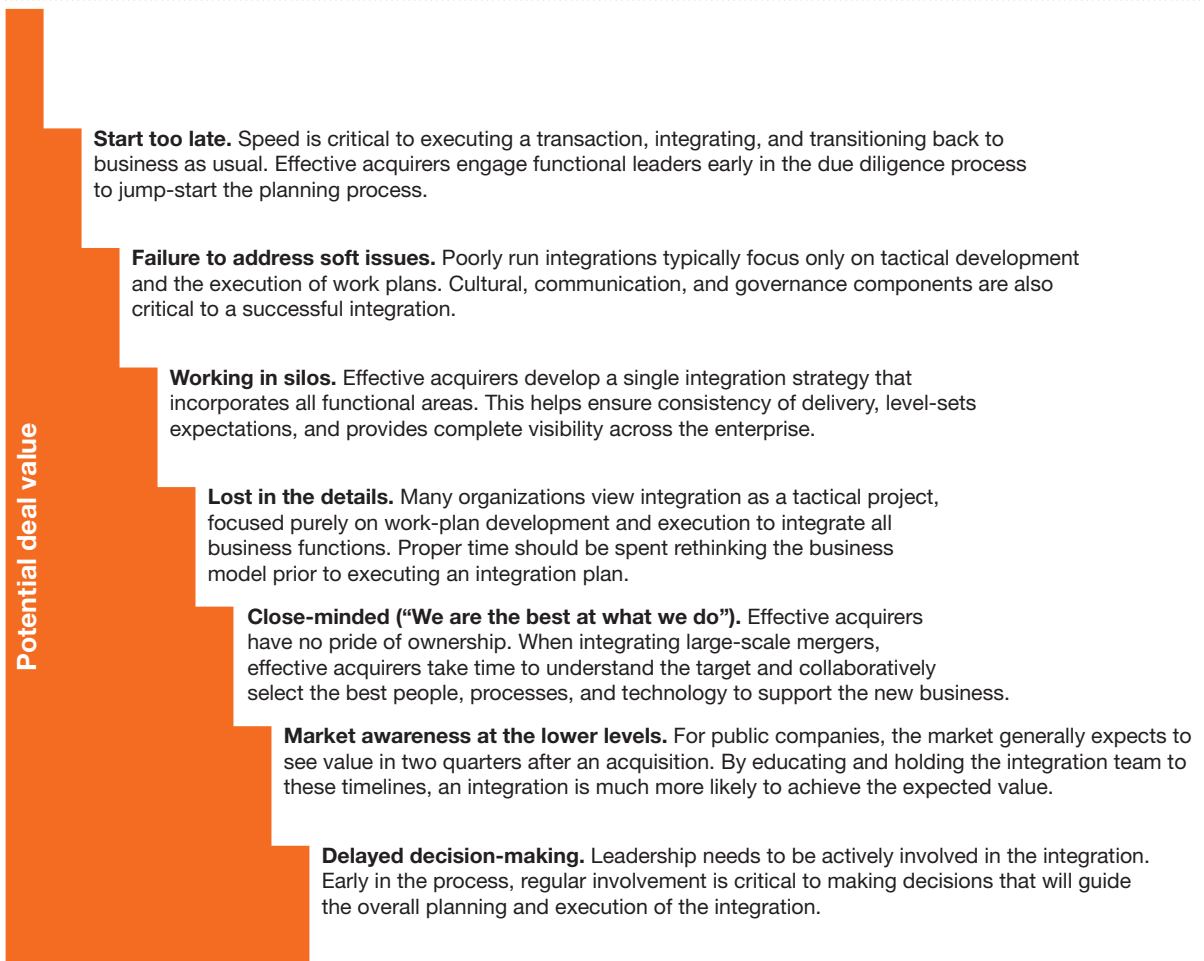 Start too late. Speed is critical to executing a transaction, integrating, and transitioning back to
business as usual. Effective acquirers engage functional leaders early in the due diligence process
to jump-start the planning process.
Failure to address soft issues. Poorly run integrations typically focus only on tactical development
and the execution of work plans. Cultural, communication, and governance components are also
critical to a successful integration.
Working in silos. Effective acquirers develop a single integration strategy that
incorporates all functional areas. This helps ensure consistency of delivery, level-sets
expectations, and provides complete visibility across the enterprise.
Lost in the details. Many organizations view integration as a tactical project,
focused purely on work-plan development and execution to integrate all
business functions. Proper time should be spent rethinking the business
model prior to executing an integration plan.
Close-minded (“We are the best at what we do”). Effective acquirers
have no pride of ownership. When integrating large-scale mergers,
effective acquirers take time to understand the target and collaboratively
select the best people, processes, and technology to support the new business.
Market awareness at the lower levels. For public companies, the market generally expects to
see value in two quarters after an acquisition. By educating and holding the integration team to
these timelines, an integration is much more likely to achieve the expected value.
Delayed decision-making. Leadership needs to be actively involved in the integration.
Early in the process, regular involvement is critical to making decisions that will guide
the overall planning and execution of the integration.
Potential deal value